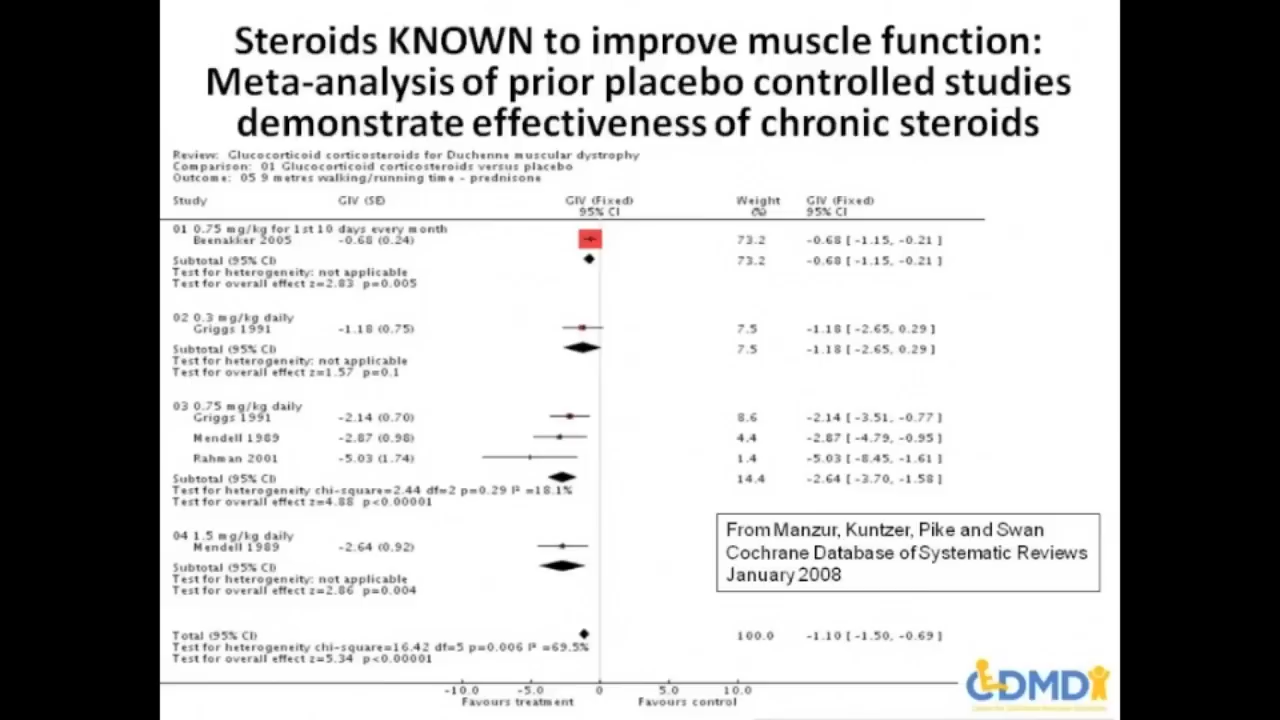 Steroids KNOWN to improve muscle function:
Meta-analysis of prior placebo controlled studies
demonstrate effectiveness of chronic steroids
Review: Glucocorticoid corticosteroids for Duchenne muscular dystrophy
Comparison: 01 Glucocorticoid corticosteroids versus placebo
Outcome: 05 9 metres walking/running time - prednisone
Study GIV (SE) GIV (Fixed) Weight GIV (Fixed)
95% CI (%) 95% CI
01 0.75 mg/kg for 1st 10 days every month
Beenakker 2005 -0.68 (0.24) 73.2 -0.68 [ -1.15, -0.21 ]
Subtotal (95% CI) 73.2 -0.68 [ -1.15, -0.21 ]
Test for heterogeneity: not applicable
Test for overall effect z=2.83 p=0.005
02 0.3 mg/kg daily
Griggs 1991 -1.18 (0.75) 7.5 -1.18 [ -2.65, 0.29 ]
Subtotal (95% CI) 7.5 -1.18 [ -2.65, 0.29 ]
Test for heterogeneity: not applicable
Test for overall effect z=1.57 p=0.1
03 0.75 mg/kg daily
Griggs 1991 -2.14 (0.70) 8.6 -2.14 [ -3.51, -0.77 ]
Mendell 1989 -2.87 (0.98) 4.4 -2.87 [ -4.79, -0.95 ]
Rahman 2001 -5.03 (1.74) 1.4 -5.03 [ -8.45, -1.61 ]
Subtotal (95% CI) 14.4 -2.64 [ -3.70, -1.58 ]
Test for heterogeneity chi-square=2.44 df=2 p=0.29 I² =18.1%
Test for overall effect z=4.88 p<0.00001
04 1.5 mg/kg daily
Mendell 1989 -2.64 (0.92)
Subtotal (95% CI)
Test for heterogeneity: not applicable
Test for overall effect z=2.86 p=0.004
From Manzur, Kuntzer, Pike and Swan
Cochrane Database of Systematic Reviews
January 2008
Total (95% CI) 100.0 -1.10 [ -1.50, -0.69 ]
Test for heterogeneity chi-square=16.42 df=5 p=0.006 I² =69.5%
Test for overall effect z=5.34 p<0.00001
-10.0 -5.0 0 5.0 10.0
Favours treatment Favours control
CDMD